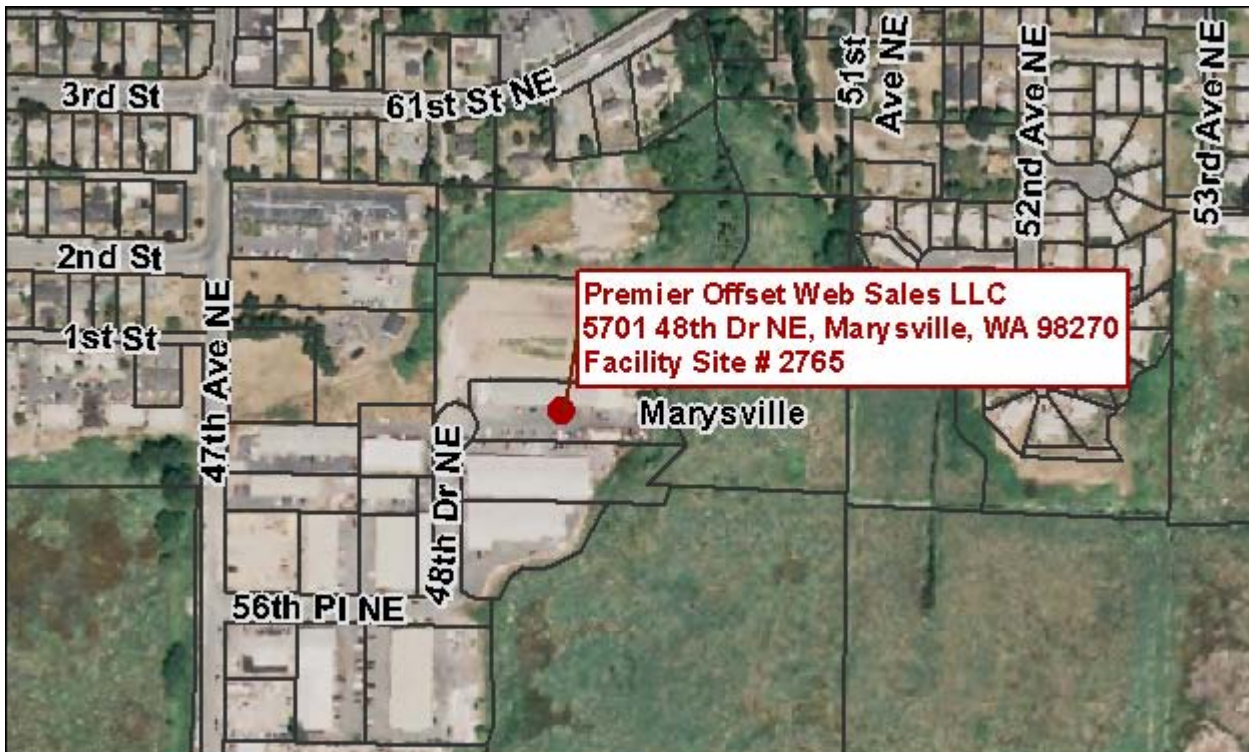 3rd St
61st St NE
51st
Ave NE
52nd Ave NE
53rd Ave NE
2nd St
1st St
47th Ave NE
Premier Offset Web Sales LLC
5701 48th Dr NE, Marysville, WA 98270
Facility Site # 2765
Marysville
48th Dr NE
56th Pl NE